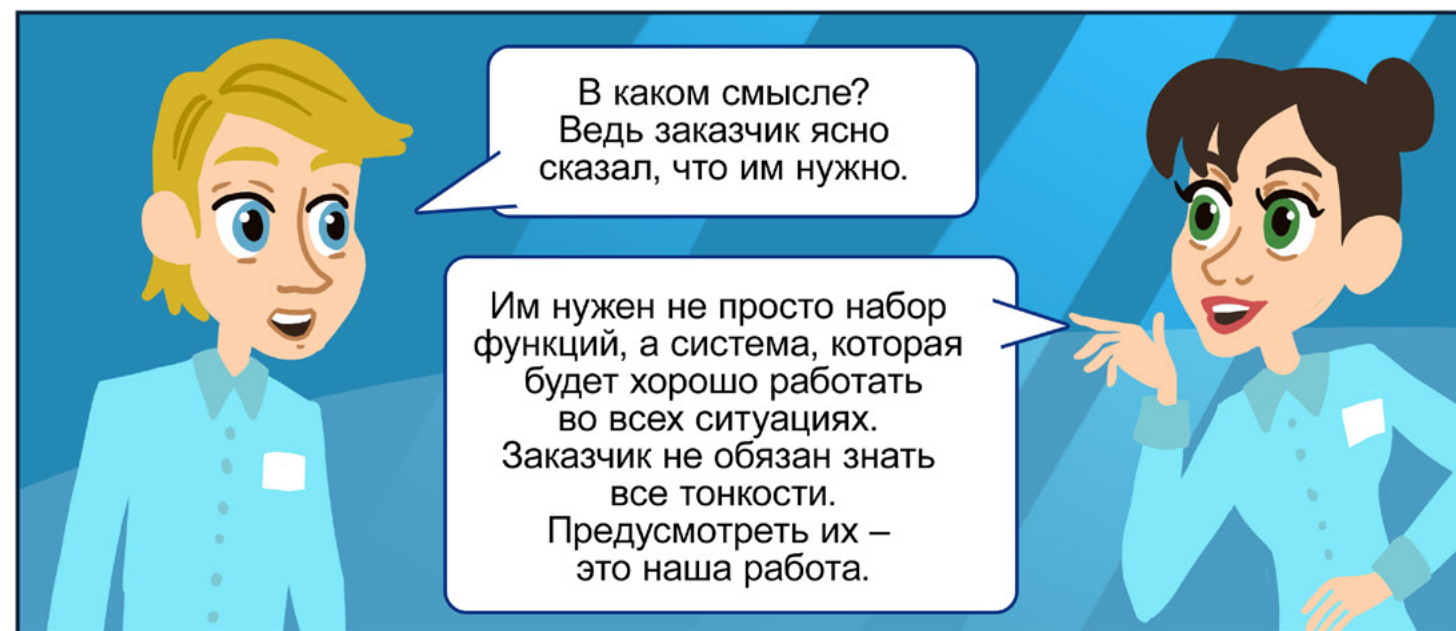 В каком смысле?
Ведь заказчик ясно
сказал, что им нужно.
Им нужен не просто набор
функций, а система, которая
будет хорошо работать
во всех ситуациях.
Заказчик не обязан знать
все тонкости.
Предусмотреть их –
это наша работа.